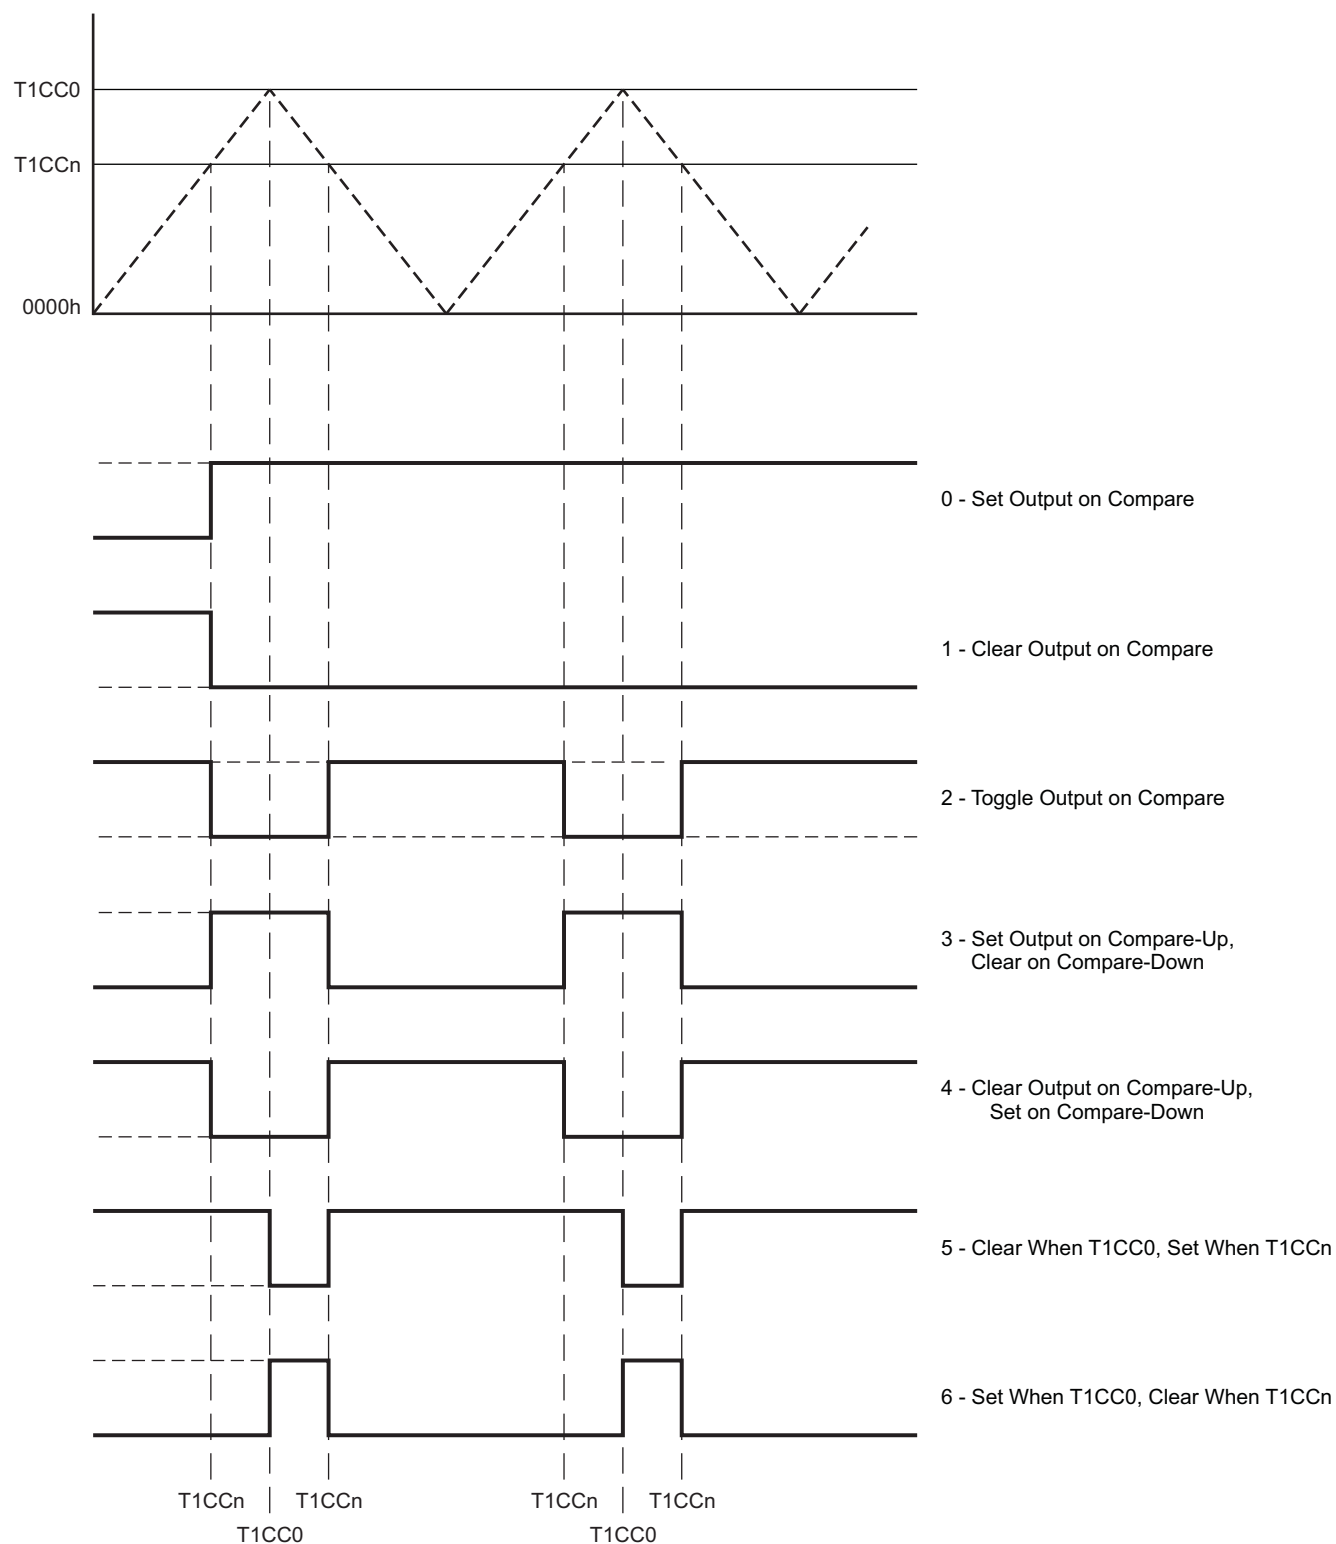 T1CC0
T1CCn
0000h
0 - Set Output on Compare
1 - Clear Output on Compare
2 - Toggle Output on Compare
3 - Set Output on Compare-Up,
Clear on Compare-Down
4 - Clear Output on Compare-Up,
Set on Compare-Down
5 - Clear When T1CC0, Set When T1CCn
6 - Set When T1CC0, Clear When T1CCn
T1CCn T1CCn T1CCn T1CCn
T1CC0 T1CC0